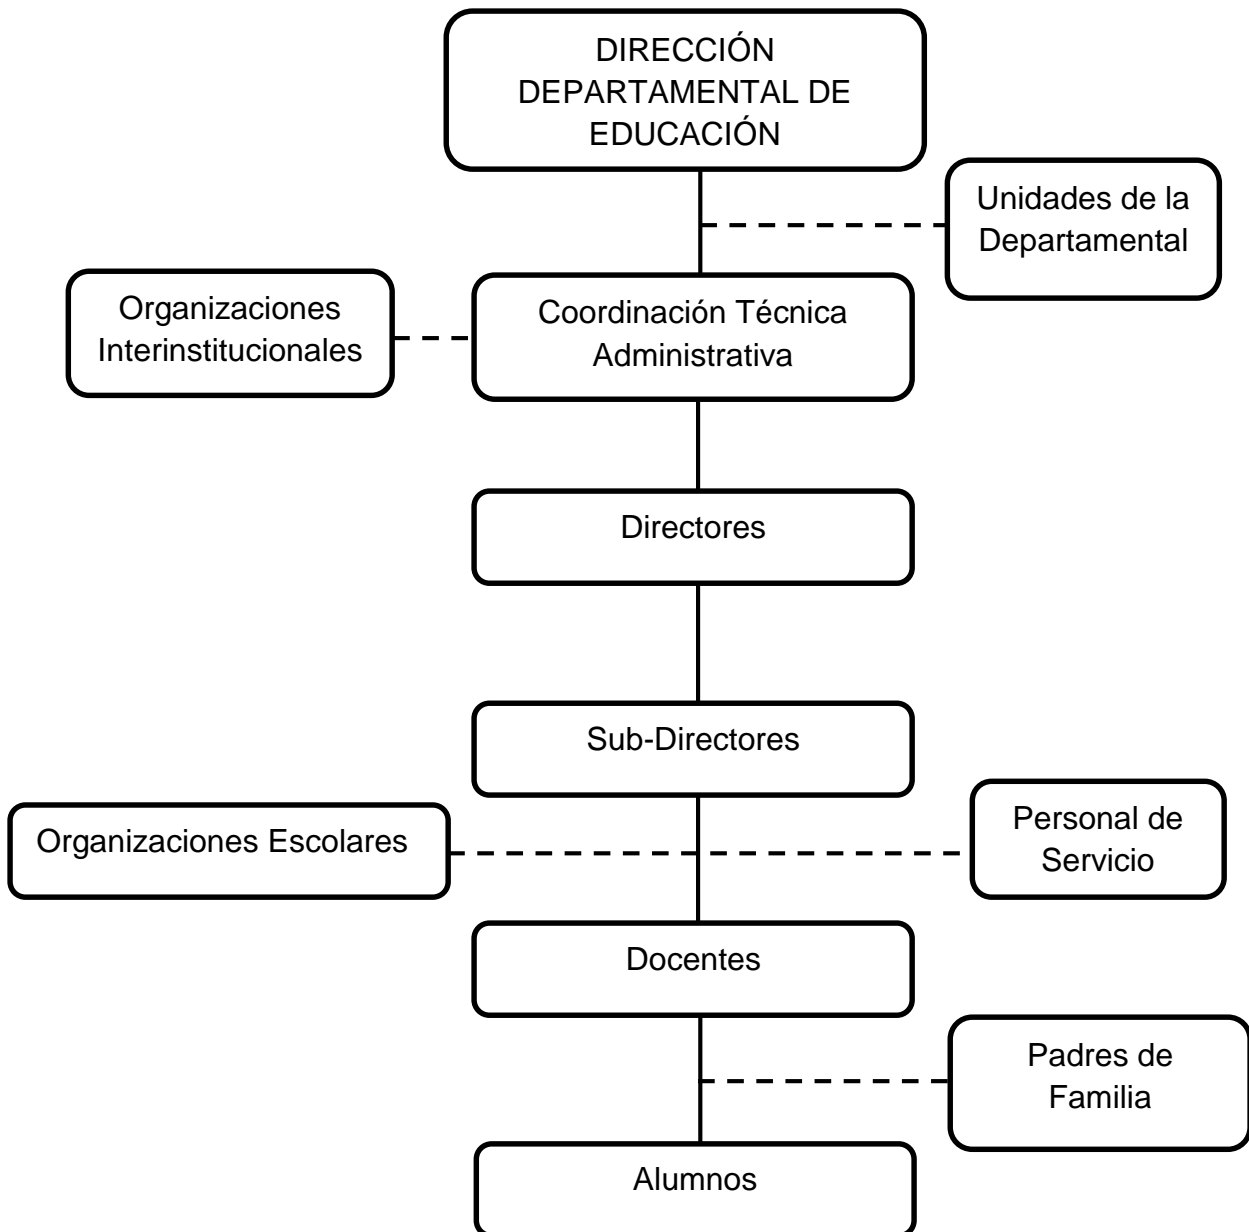 DIRECCIÓN
DEPARTAMENTAL DE
EDUCACIÓN
Unidades de la
Departamental
Organizaciones
Interinstitucionales
Coordinación Técnica
Administrativa
Directores
Sub-Directores
Organizaciones Escolares
Personal de
Servicio
Docentes
Padres de
Familia
Alumnos